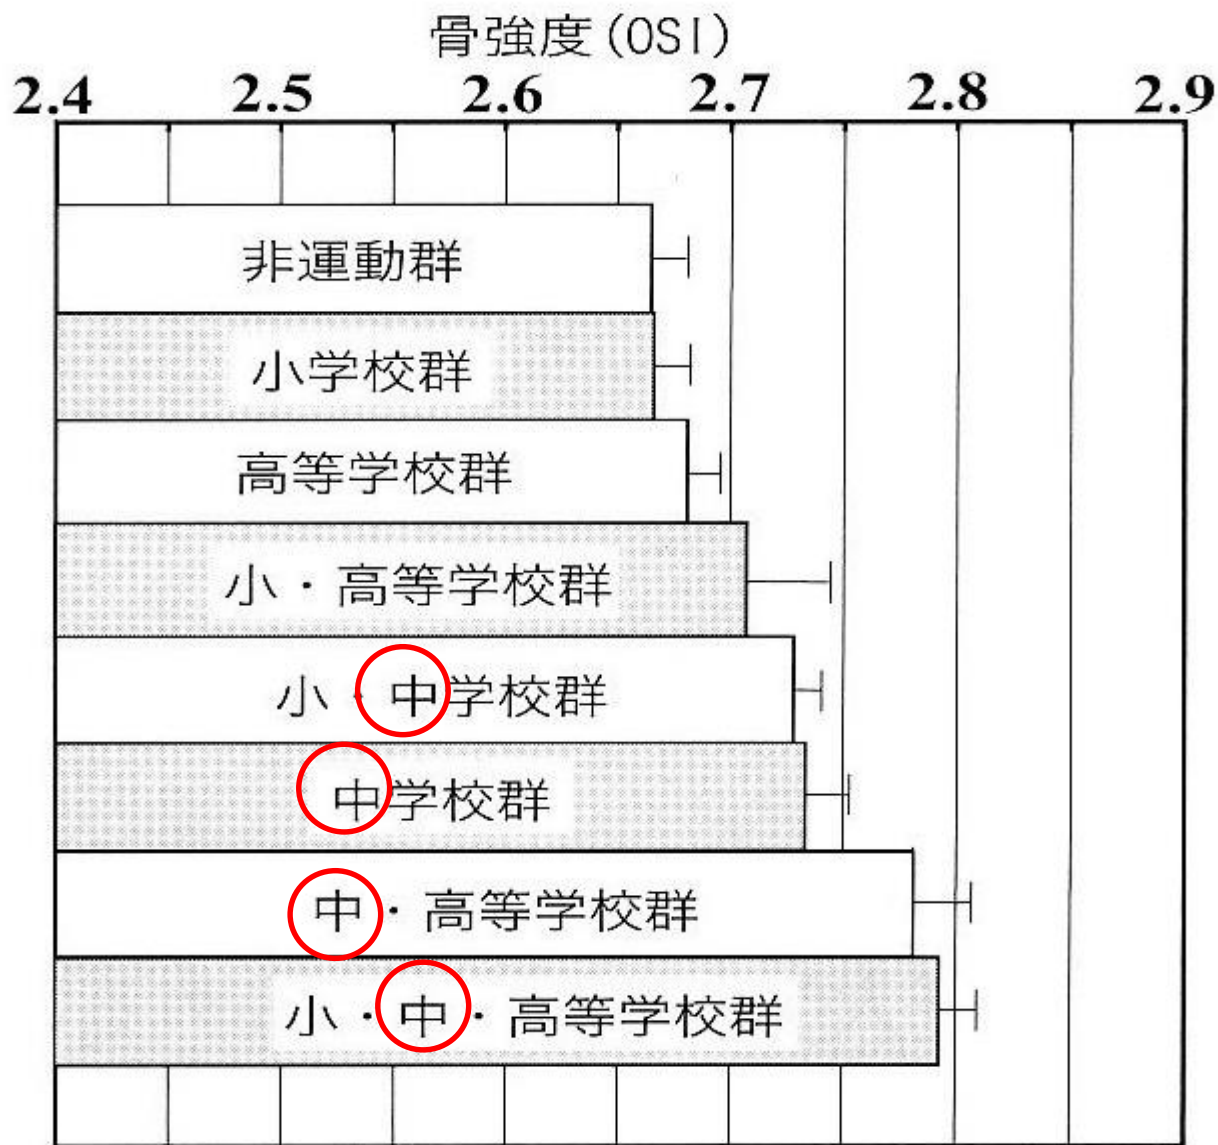 骨強度(OSI)
2.4 2.5 2.6 2.7 2.8 2.9
非運動群
小学校群
高等学校群
小・高等学校群
小・中学校群
中学校群
中・高等学校群
小・中・高等学校群